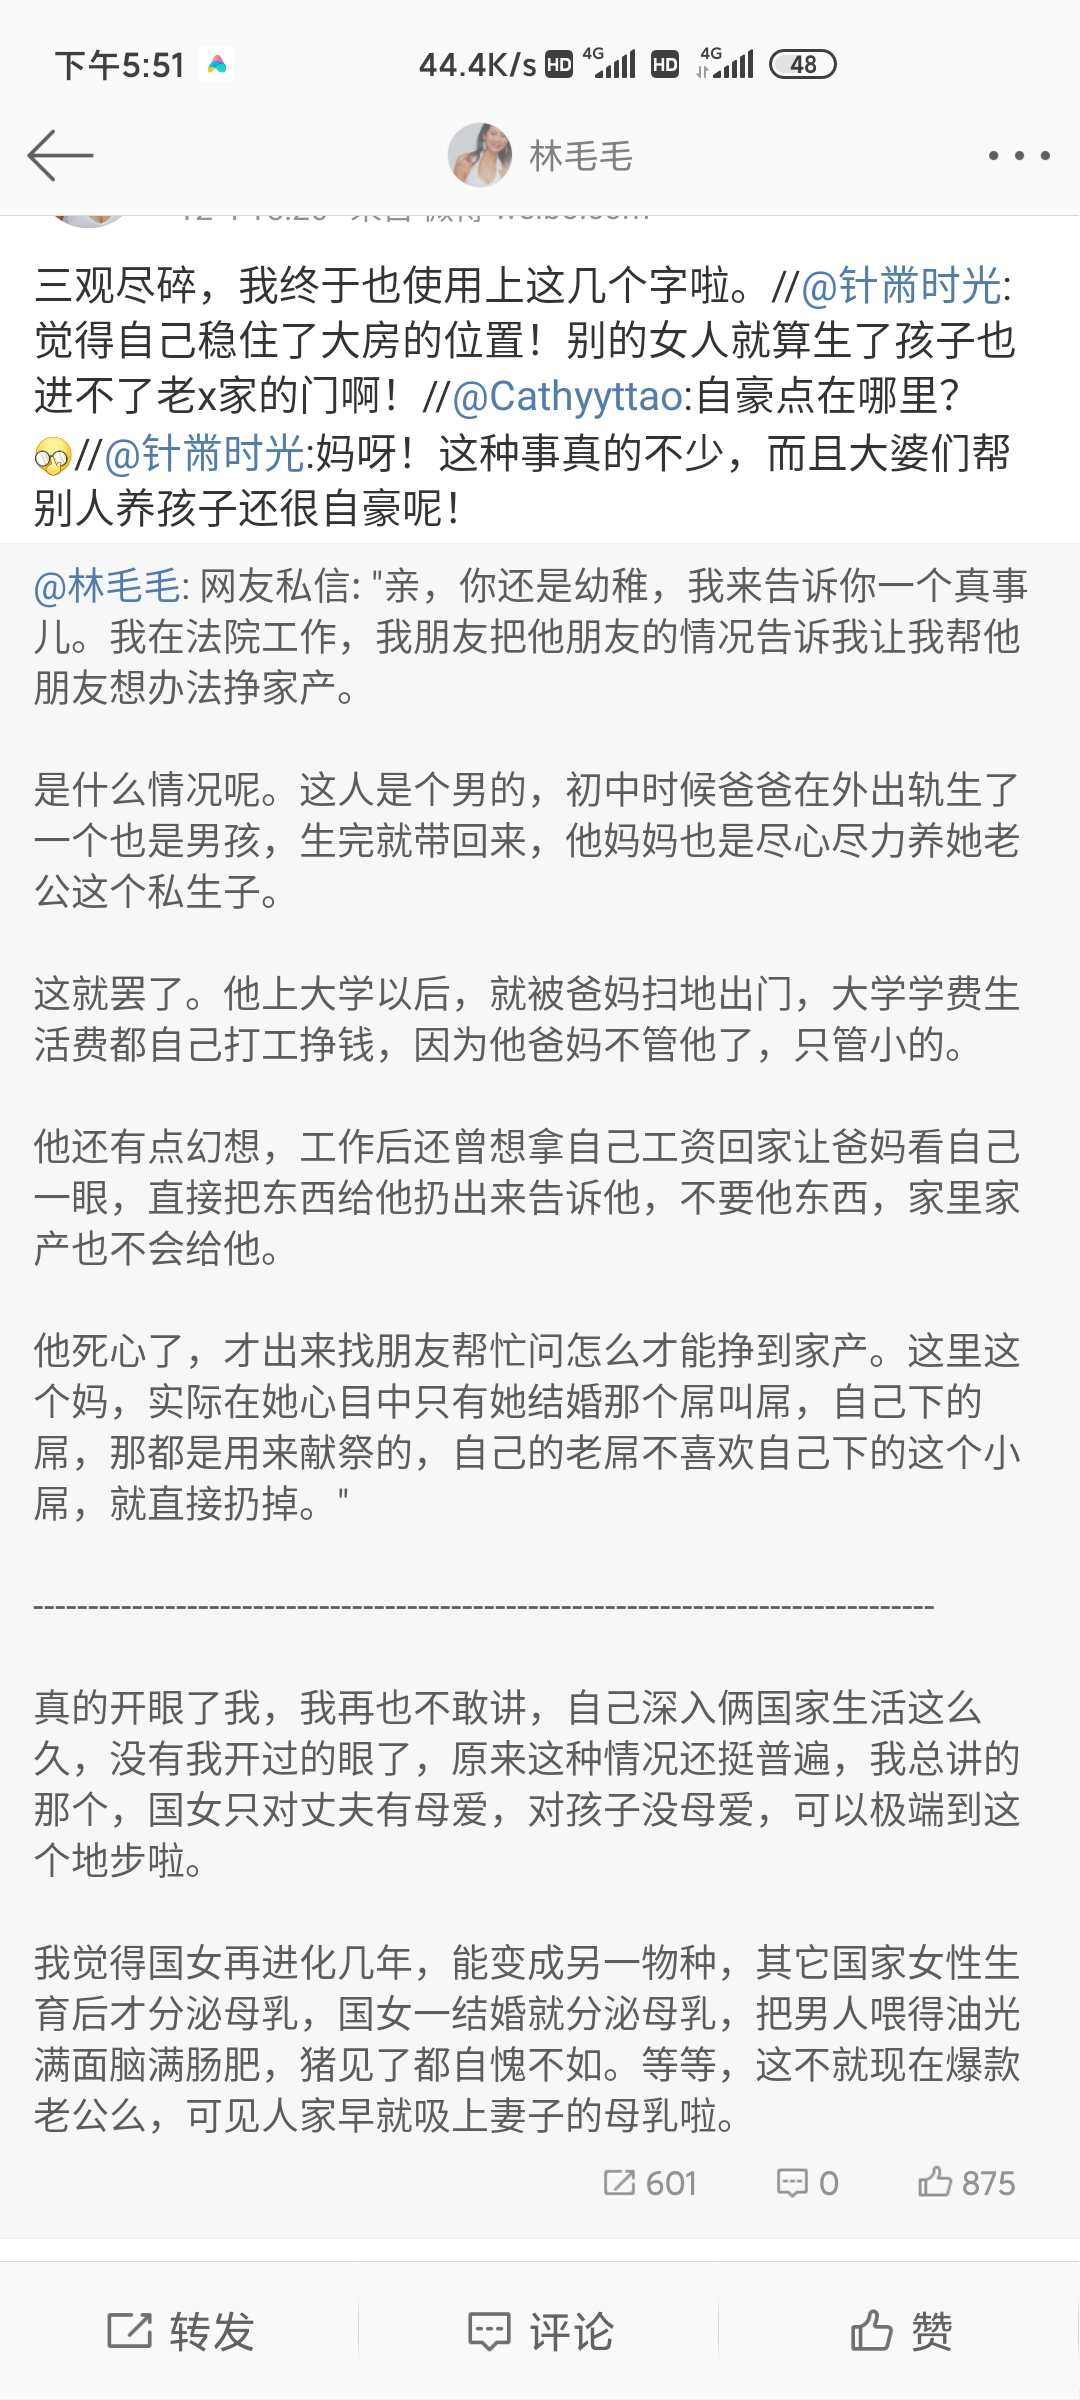 下午5:51
44.4K/s HD 4G HD 4G 48
林毛毛
三观尽碎，我终于也使用上这几个字啦。//@针黹时光:
觉得自己稳住了大房的位置！别的女人就算生了孩子也
进不了老x家的门啊！//@Cathyyttao:自豪点在哪里？
//@针黹时光:妈呀！这种事真的不少，而且大婆们帮
别人养孩子还很自豪呢！
@林毛毛: 网友私信: "亲，你还是幼稚，我来告诉你一个真事
儿。我在法院工作，我朋友把他朋友的情况告诉我让我帮他
朋友想办法挣家产。
是什么情况呢。这人是个男的，初中时候爸爸在外出轨生了
一个也是男孩，生完就带回来，他妈妈也是尽心尽力养她老
公这个私生子。
这就罢了。他上大学以后，就被爸妈扫地出门，大学学费生
活费都自己打工挣钱，因为他爸妈不管他了，只管小的。
他还有点幻想，工作后还曾想拿自己工资回家让爸妈看自己
一眼，直接把东西给他扔出来告诉他，不要他东西，家里家
产也不会给他。
他死心了，才出来找朋友帮忙问怎么才能挣到家产。这里这
个妈，实际在她心目中只有她结婚那个屌叫屌，自己下的
屌，那都是用来献祭的，自己的老屌不喜欢自己下的这个小
屌，就直接扔掉。"
----------------------------------------------------------------------------------
真的开眼了我，我再也不敢讲，自己深入俩国家生活这么
久，没有我开过的眼了，原来这种情况还挺普遍，我总讲的
那个，国女只对丈夫有母爱，对孩子没母爱，可以极端到这
个地步啦。
我觉得国女再进化几年，能变成另一物种，其它国家女性生
育后才分泌母乳，国女一结婚就分泌母乳，把男人喂得油光
满面脑满肠肥，猪见了都自愧不如。等等，这不就现在爆款
老公么，可见人家早就吸上妻子的母乳啦。
601 0 875
转发 评论 赞